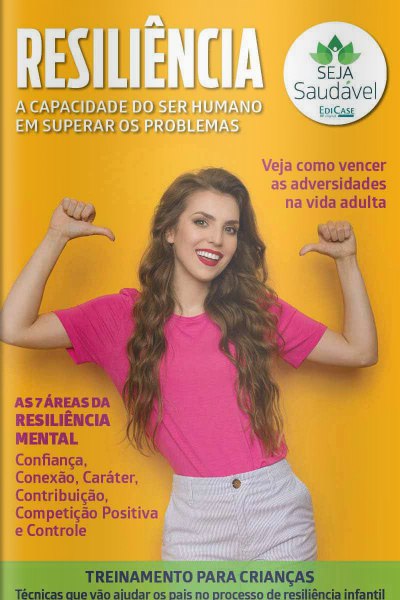 RESILIÊNCIA
A CAPACIDADE DO SER HUMANO
EM SUPERAR OS PROBLEMAS
SEJA
Saudável
EDICASE
Veja como vencer
as adversidades
na vida adulta
AS 7 ÁREAS DA
RESILIÊNCIA
MENTAL
Confiança,
Conexão, Caráter,
Contribuição,
Competição Positiva
e Controle
TREINAMENTO PARA CRIANÇAS
Técnicas que vão ajudar os pais no processo de resiliência infantil